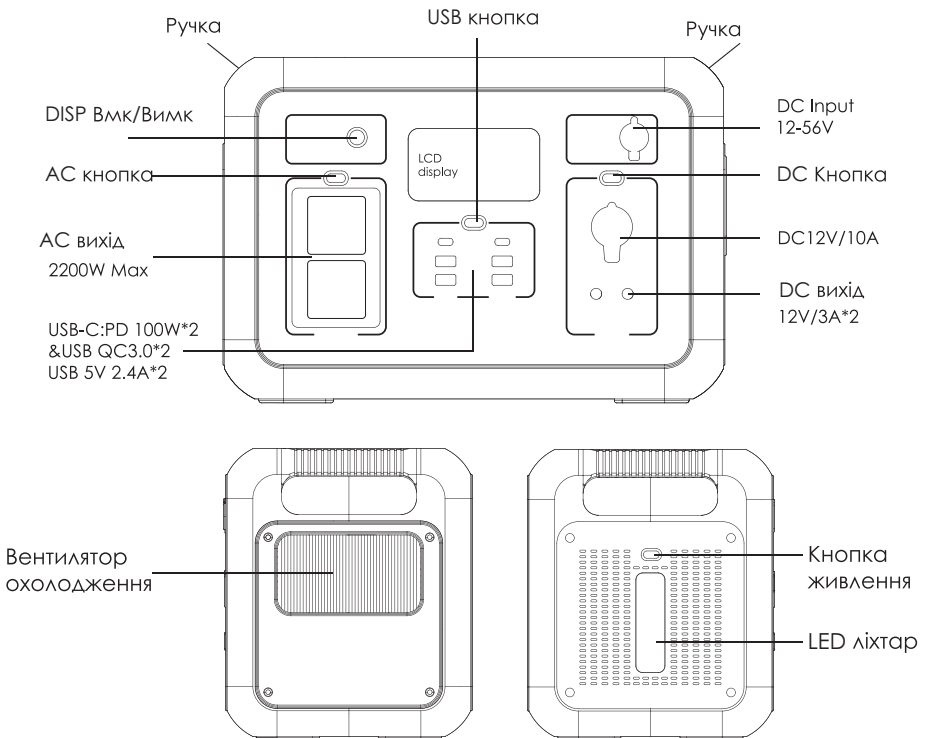 USB кнопка
Ручка
Ручка
DISP Вмк/Вимк
DC Input
12-56V
LCD
display
АС кнопка
DC Кнопка
АС вихід
2200W Max
DC12V/10A
DC вихід
12V/3A*2
USB-C:PD 100W*2
&USB QC3.0*2
USB 5V 2.4A*2
Вентилятор
охолодження
Кнопка
живлення
LED ліхтар